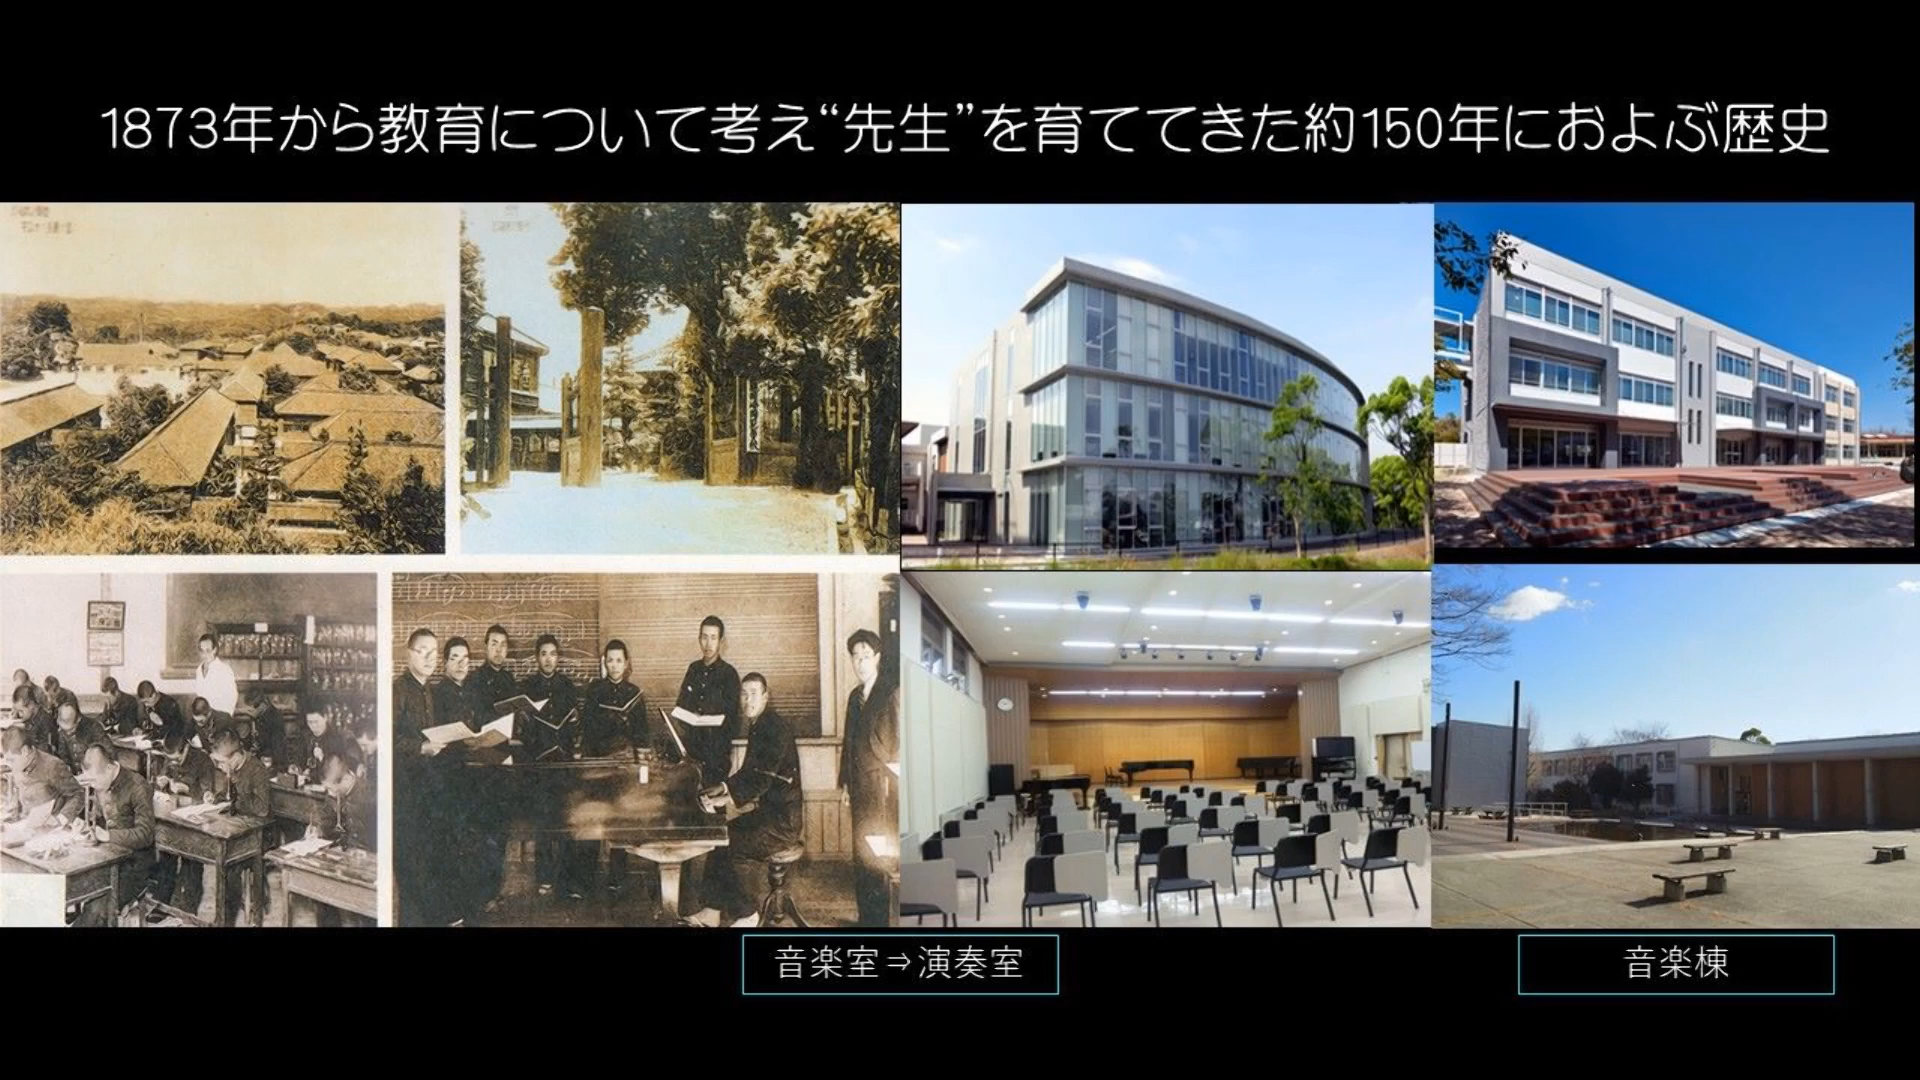 1873年から教育について考え“先生”を育ててきた約150年におよぶ歴史
音楽室⇒演奏室
音楽棟